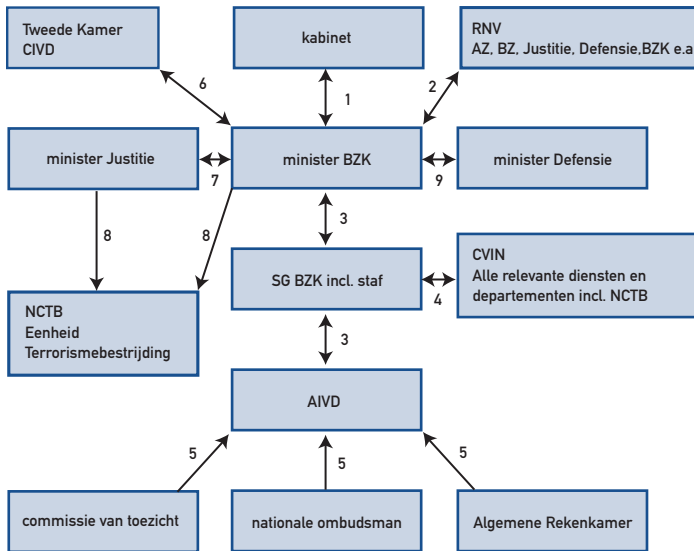 Tweede Kamer
CIVD
kabinet
RNV
AZ, BZ, Justitie, Defensie,BZK e.a
6
1
2
minister Justitie
7
minister BZK
9
minister Defensie
8
8
3
SG BZK incl. staf
4
CVIN
Alle relevante diensten en
departementen incl. NCTB
NCTB
Eenheid
Terrorismebestrijding
3
AIVD
5
5
5
commissie van toezicht
nationale ombudsman
Algemene Rekenkamer